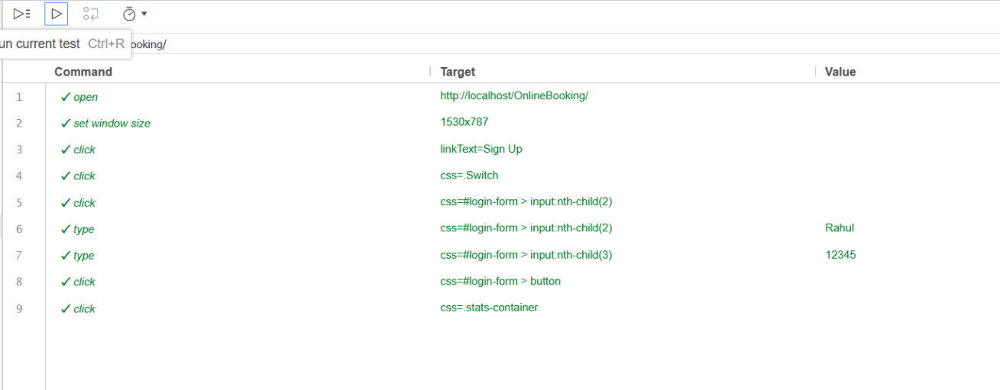 un current test Ctrl+R ooking/
Command Target Value
1 ✓ open http://localhost/OnlineBooking/
2 ✓ set window size 1530x787
3 ✓ click linkText=Sign Up
4 ✓ click css=.Switch
5 ✓ click css=#login-form > input:nth-child(2)
6 ✓ type css=#login-form > input:nth-child(2) Rahul
7 ✓ type css=#login-form > input:nth-child(3) 12345
8 ✓ click css=#login-form > button
9 ✓ click css=.stats-container